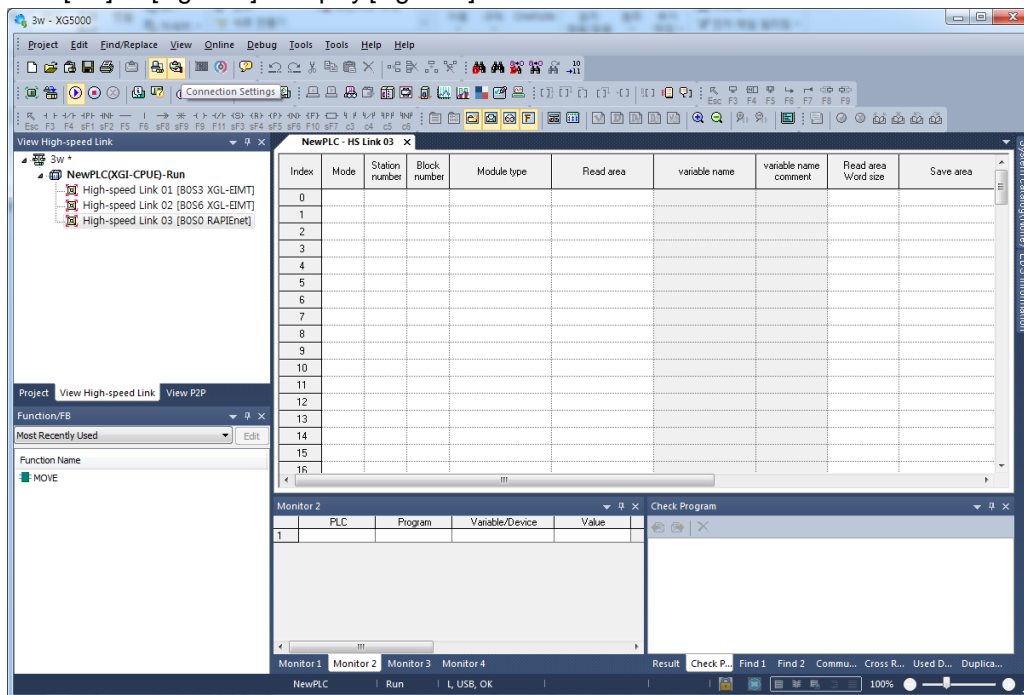 3w - XG5000
Project Edit Find/Replace View Online Debug Tools Tools Help Help
Connection Settings
Esc F3 F4 F5 F6 F7 F8 F9
Esc F3 F4 sF1 sF2 F5 F6 sF8 sF9 F9 F11 sF3 sF4 sF5 sF6 F10 sF7 c3 c4 c5 c6
View High-speed Link
NewPLC - HS Link 03
3w *
NewPLC(XGI-CPUE)-Run
High-speed Link 01 [B0S3 XGL-EIMT]
High-speed Link 02 [B0S6 XGL-EIMT]
High-speed Link 03 [B0S0 RAPIEnet]
Index Mode Station number Block number Module type Read area variable name variable name comment Read area Word size Save area
0
1
2
3
4
5
6
7
8
9
10
11
12
13
14
15
16
Project View High-speed Link View P2P
Function/FB
Most Recently Used Edit
Function Name
MOVE
Monitor 2
PLC Program Variable/Device Value
1
Monitor 1 Monitor 2 Monitor 3 Monitor 4
Check Program
Result Check P... Find 1 Find 2 Commu... Cross R... Used D... Duplica...
NewPLC Run L, USB, OK 100%